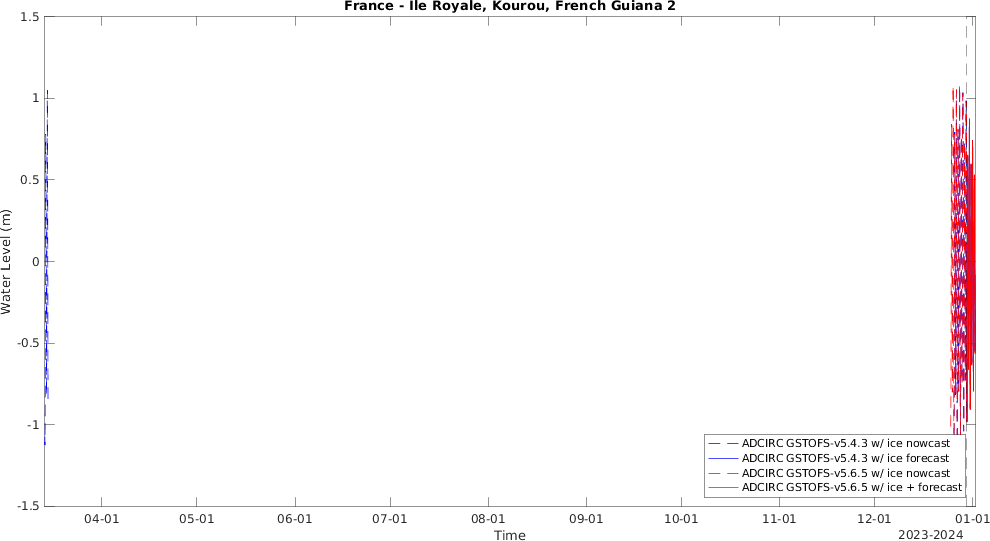 France - Ile Royale, Kourou, French Guiana 2
Water Level (m)
1.5
1
0.5
0
-0.5
-1
-1.5
ADCIRC GSTOFS-v5.4.3 w/ ice nowcast
ADCIRC GSTOFS-v5.4.3 w/ ice forecast
ADCIRC GSTOFS-v5.6.5 w/ ice nowcast
ADCIRC GSTOFS-v5.6.5 w/ ice + forecast
04-01 05-01 06-01 07-01 08-01 09-01 10-01 11-01 12-01 01-01
Time
2023-2024